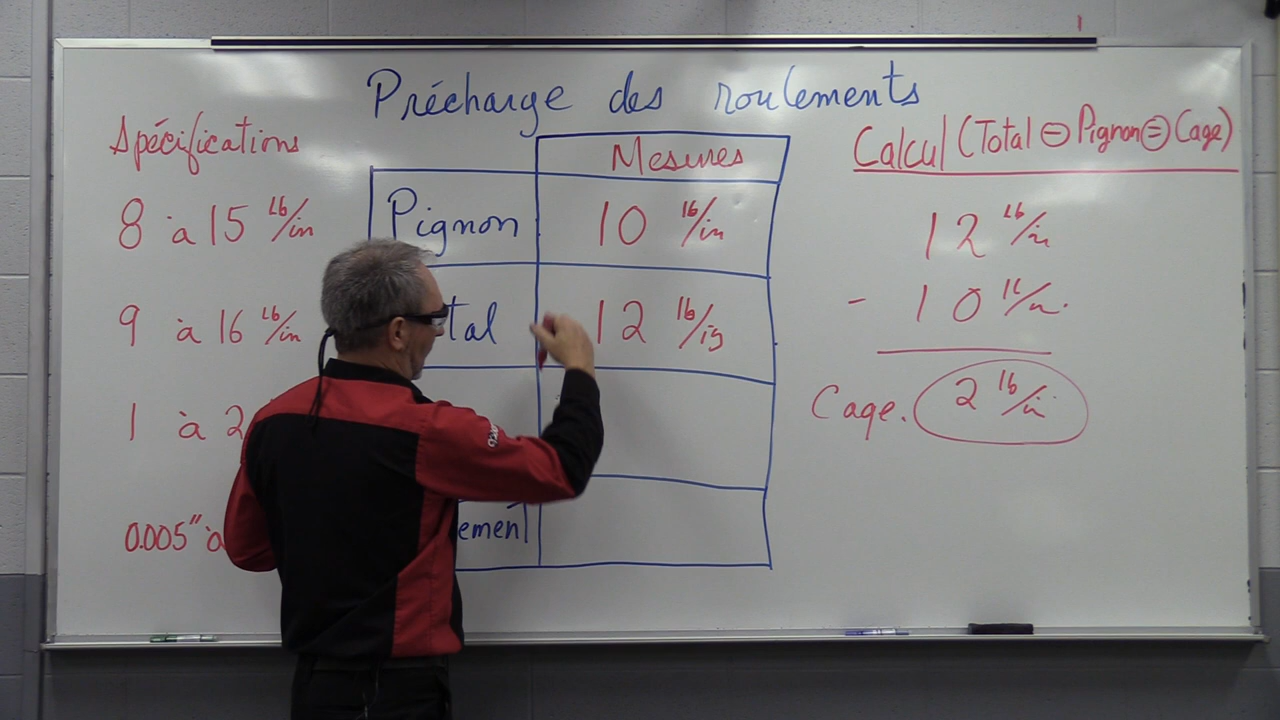 Précharge des roulements
Spécifications
8 à 15 lb/in
9 à 16 lb/in
1 à 2
0.005" à
Mesures
Pignon 10 lb/in
tal 12 lb/in
ement
Calcul (Total - Pignon = Cage)
12 lb/in
- 10 lb/in.
Cage. 2 lb/in